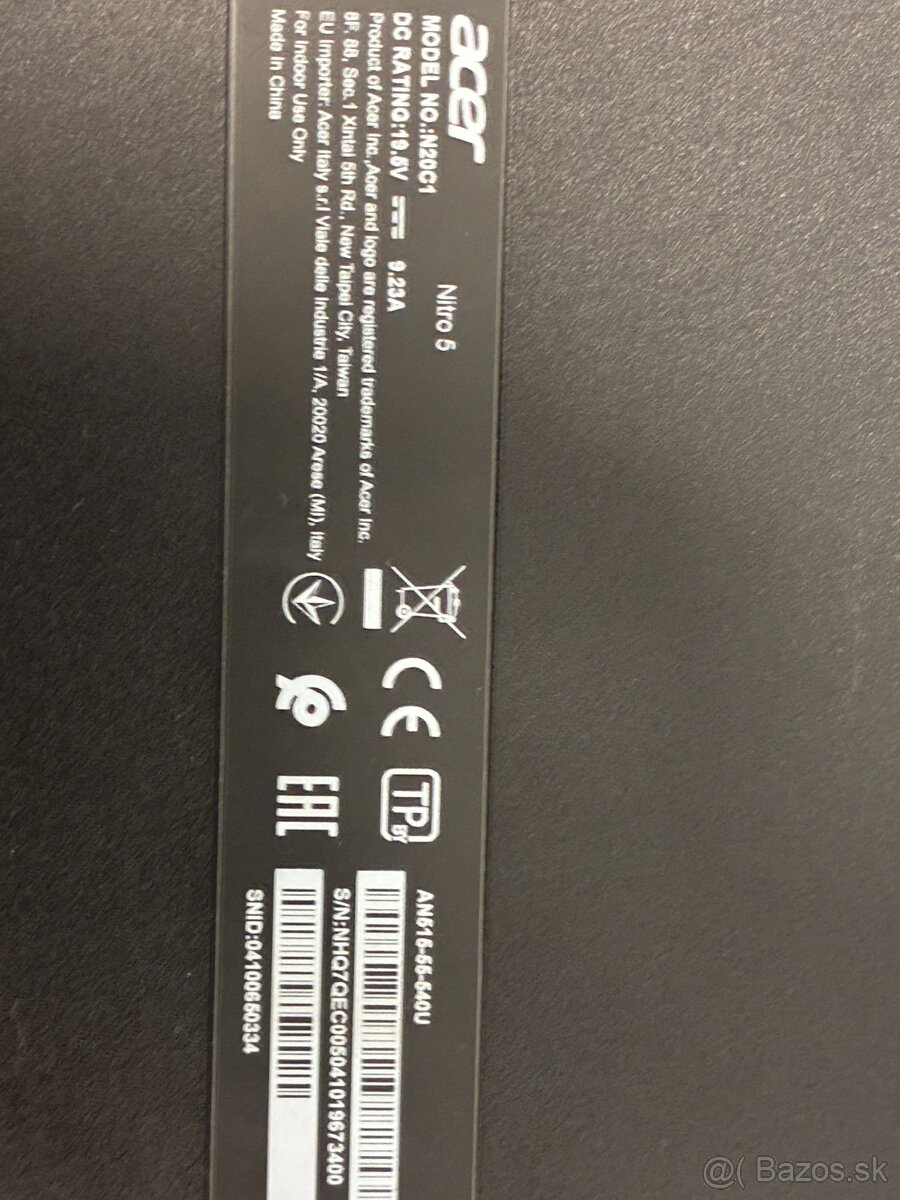 acer
Nitro 5
MODEL NO.:N20C1
DC RATING:19.5V 9.23A
Product of Acer Inc.,Acer and logo are registered trademarks of Acer Inc.
8F, 88, Sec.1 Xintai 5th Rd., New Taipei City, Taiwan
EU Importer: Acer Italy s.r.l Viale delle Industrie 1/A, 20020 Arese (MI), Italy
For Indoor Use Only
Made in China
CE
TP
BY
EAC
AN515-55-540U
S/N:NHQ7QEC005041019673400
SNID:04100650334
@( Bazos.sk